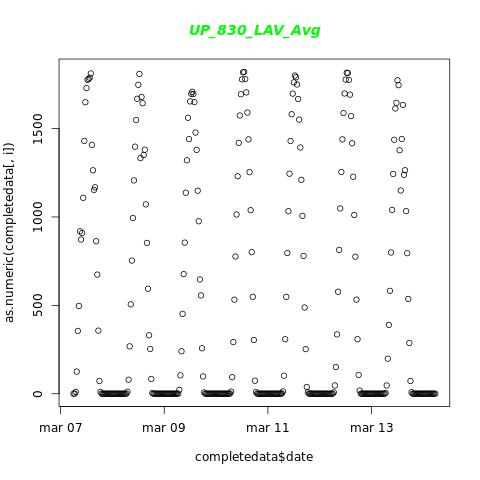 UP_830_LAV_Avg
as.numeric(completedata[, i])
1500
1000
500
0
mar 07 mar 09 mar 11 mar 13
completedata$date